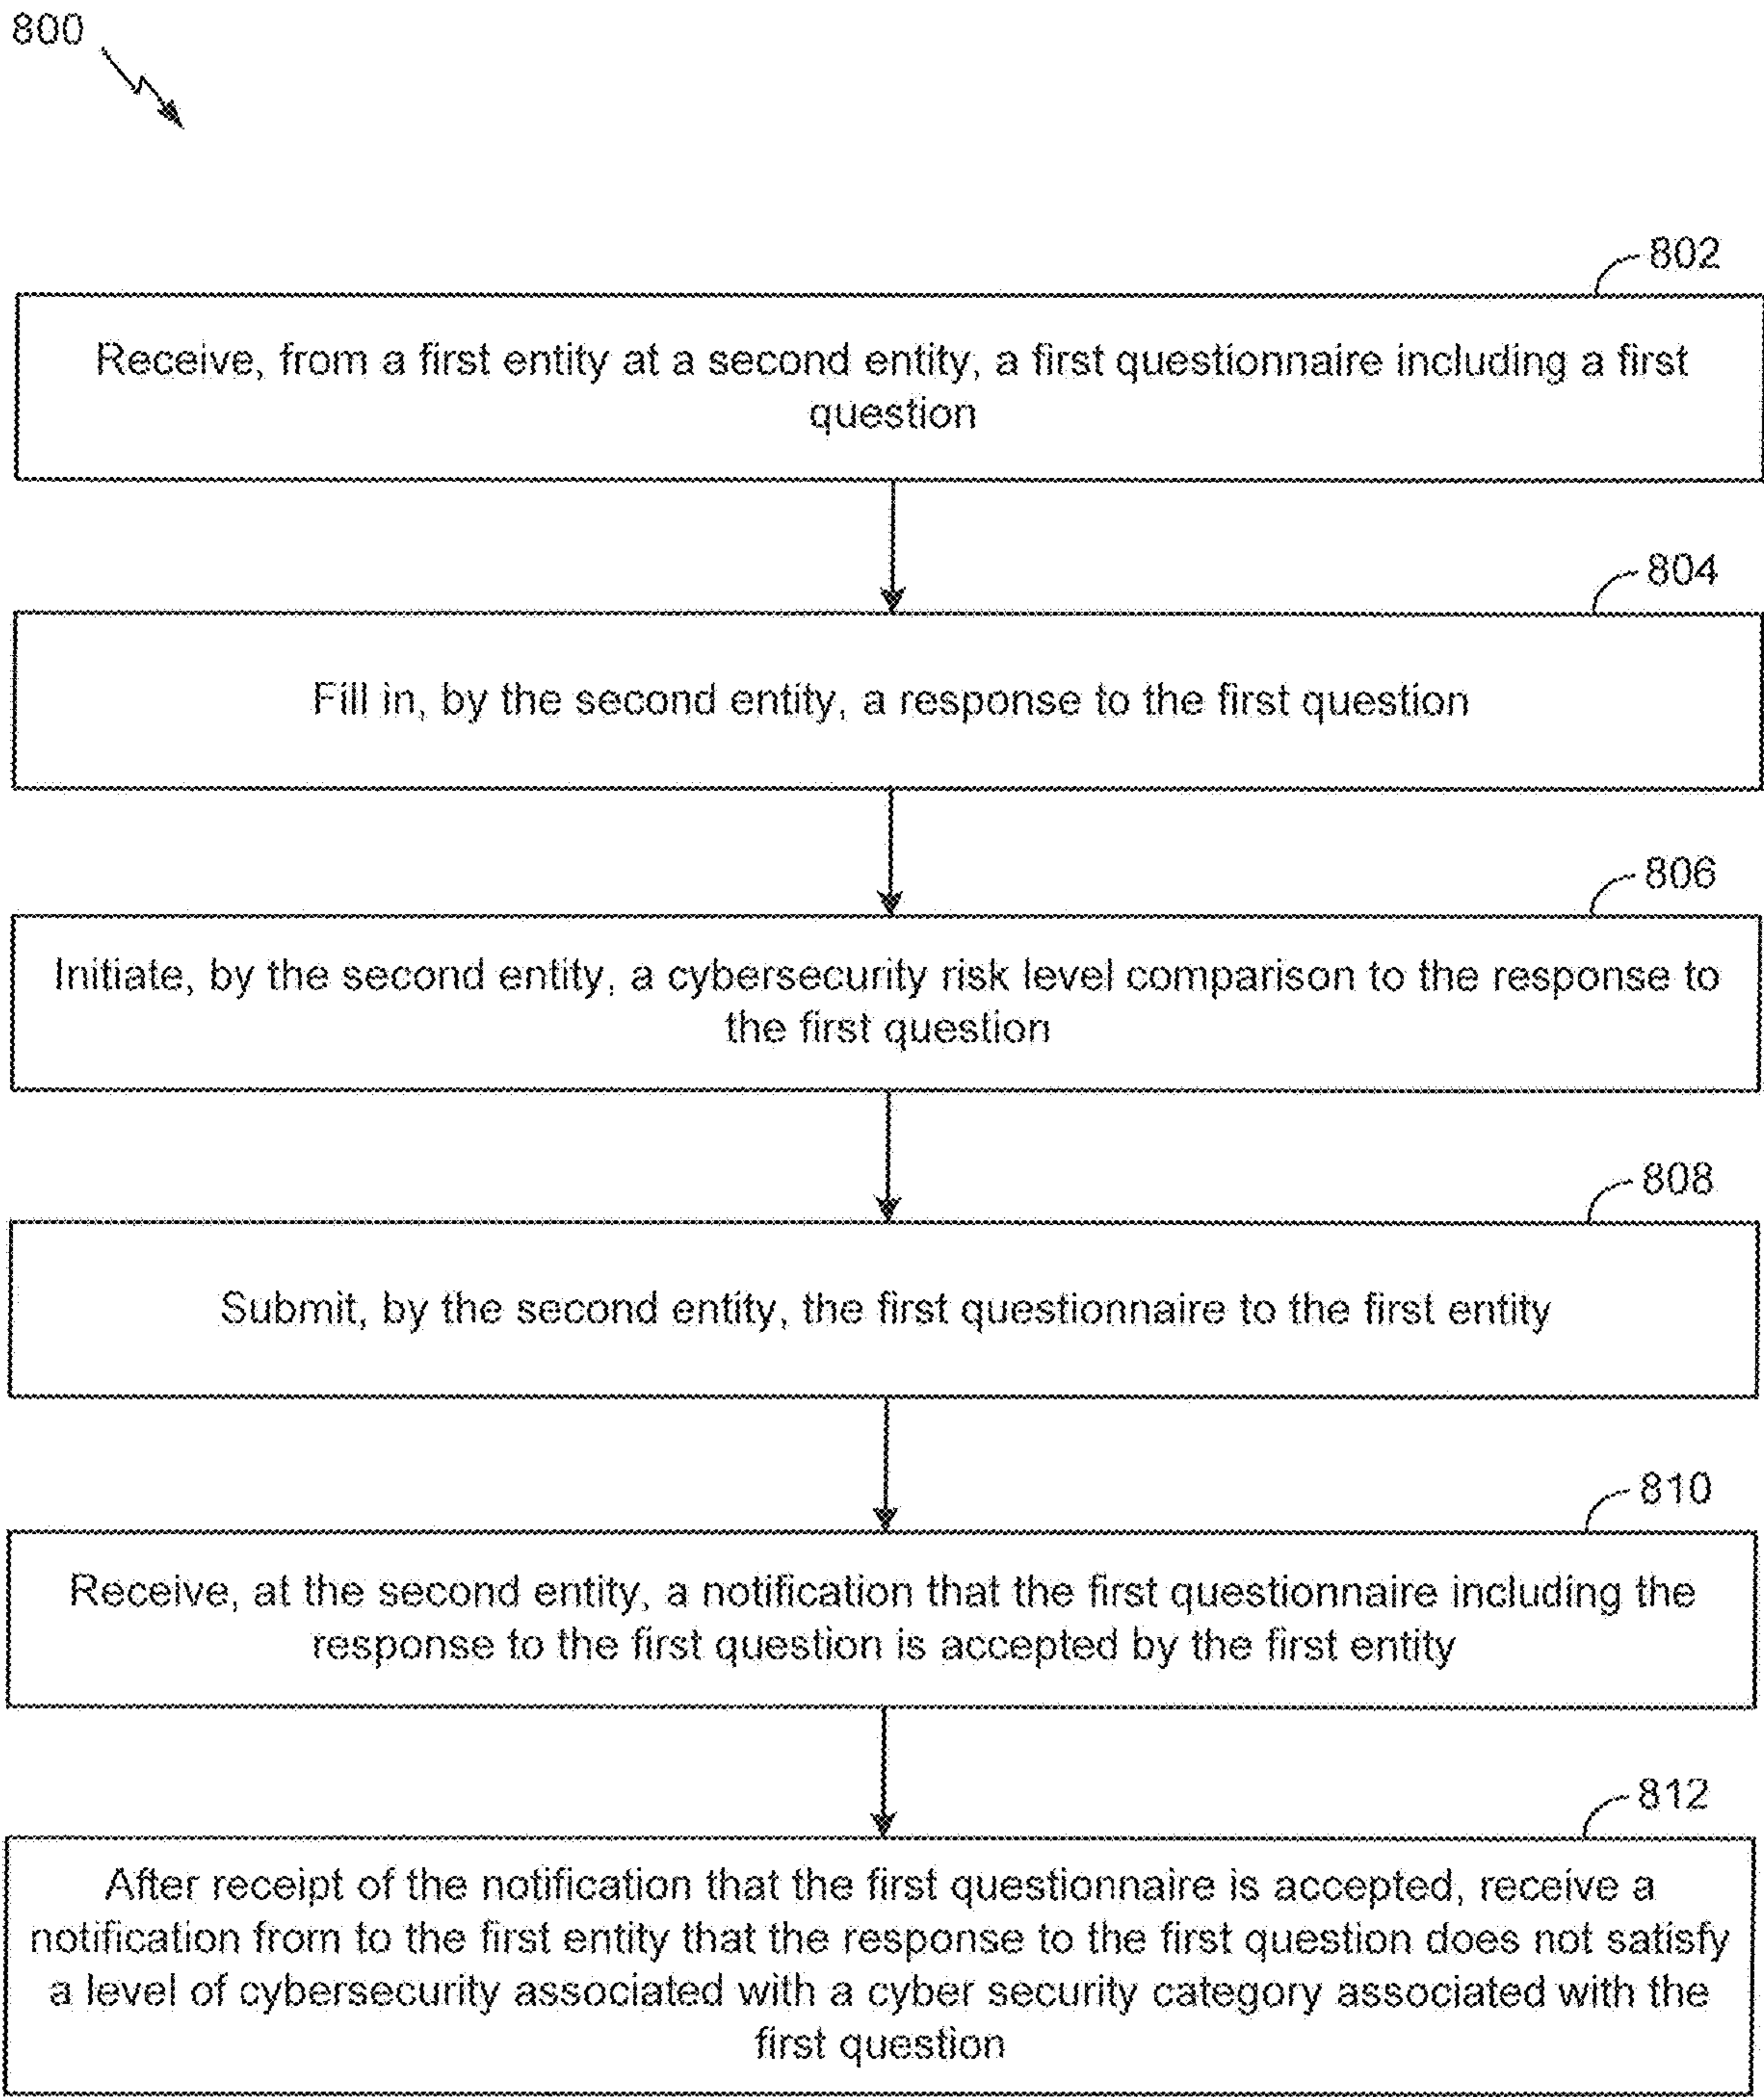 800
802
Receive, from a first entity at a second entity, a first questionnaire including a first
question
804
Fill in, by the second entity, a response to the first question
806
Initiate, by the second entity, a cybersecurity risk level comparison to the response to
the first question
808
Submit, by the second entity, the first questionnaire to the first entity
810
Receive, at the second entity, a notification that the first questionnaire including the
response to the first question is accepted by the first entity
812
After receipt of the notification that the first questionnaire is accepted, receive a
notification from to the first entity that the response to the first question does not satisfy
a level of cybersecurity associated with a cyber security category associated with the
first question